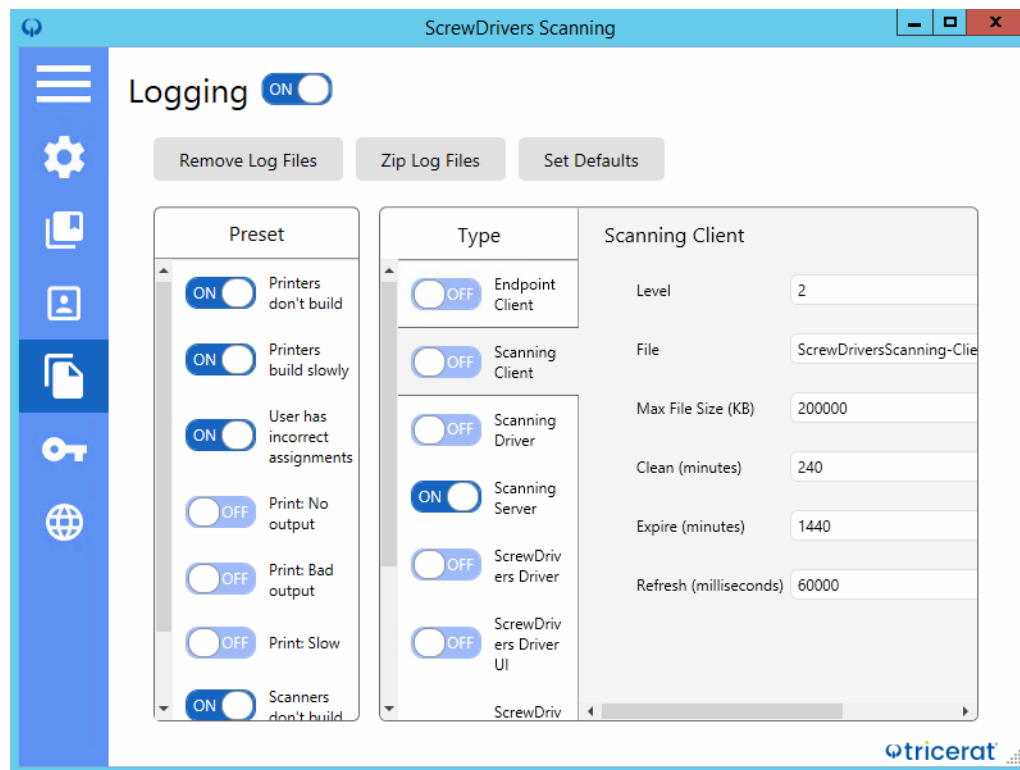 ScrewDrivers Scanning
Logging ON
Remove Log Files
Zip Log Files
Set Defaults
Preset
ON Printers
don't build
ON Printers
build slowly
ON User has
incorrect
assignments
OFF Print: No
output
OFF Print: Bad
output
OFF Print: Slow
ON Scanners
don't build
Type
OFF Endpoint
Client
OFF Scanning
Client
OFF Scanning
Driver
ON Scanning
Server
OFF ScrewDriv
ers Driver
OFF ScrewDriv
ers Driver
UI
ScrewDriv
Scanning Client
Level 2
File ScrewDriversScanning-Clie
Max File Size (KB) 200000
Clean (minutes) 240
Expire (minutes) 1440
Refresh (milliseconds) 60000
tricerat